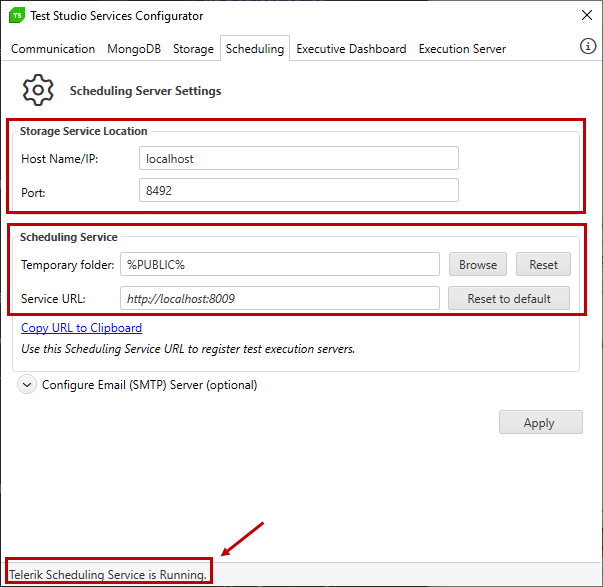 TS Test Studio Services Configurator
Communication MongoDB Storage Scheduling Executive Dashboard Execution Server
Scheduling Server Settings
Storage Service Location
Host Name/IP: localhost
Port: 8492
Scheduling Service
Temporary folder: %PUBLIC% Browse Reset
Service URL: http://localhost:8009 Reset to default
Copy URL to Clipboard
Use this Scheduling Service URL to register test execution servers.
Configure Email (SMTP) Server (optional)
Apply
Telerik Scheduling Service is Running.